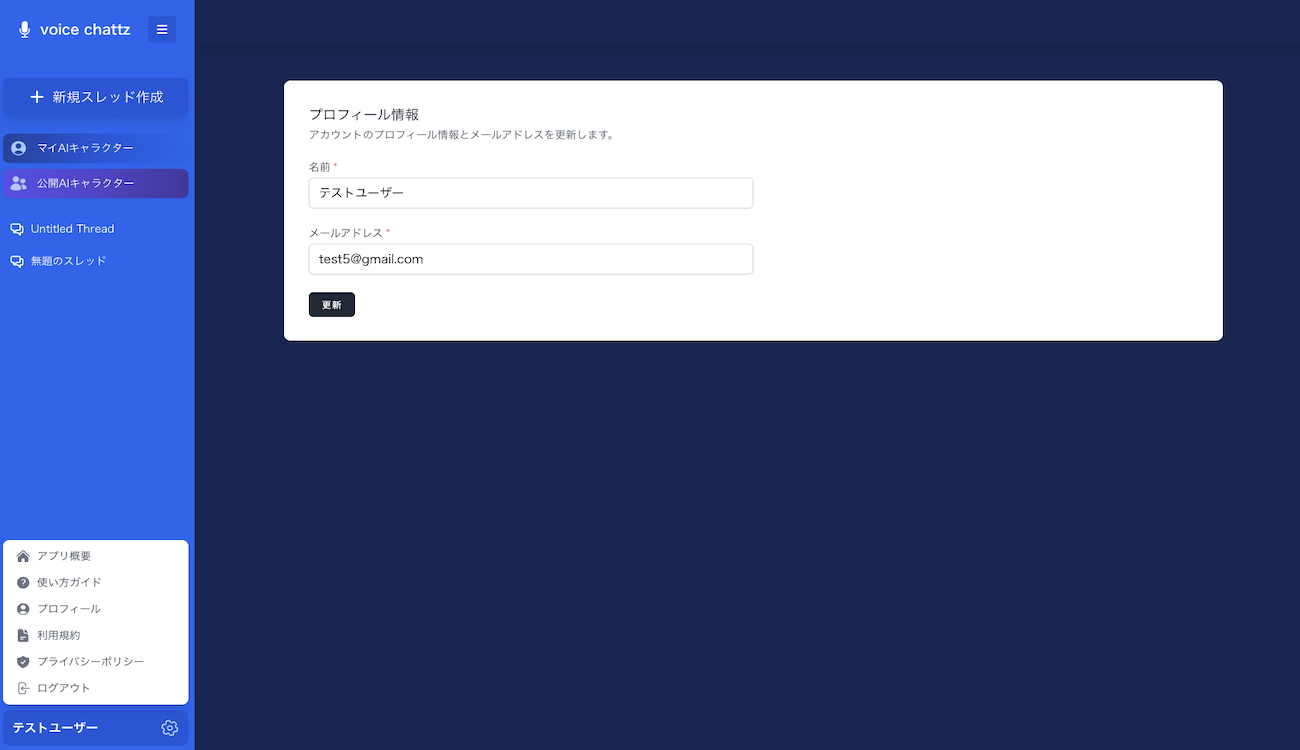 voice chattz
新規スレッド作成
マイAIキャラクター
公開AIキャラクター
Untitled Thread
無題のスレッド
アプリ概要
使い方ガイド
プロフィール
利用規約
プライバシーポリシー
ログアウト
テストユーザー
プロフィール情報
アカウントのプロフィール情報とメールアドレスを更新します。
名前 *
テストユーザー
メールアドレス *
test5@gmail.com
更新